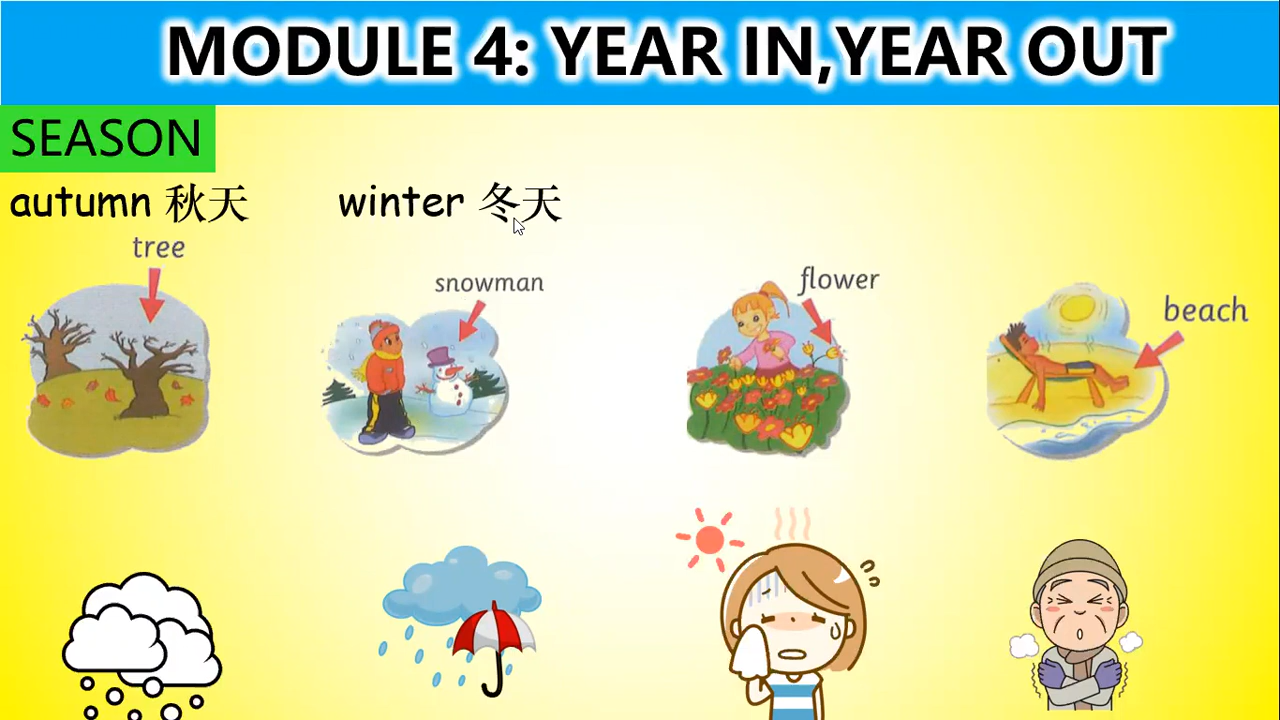 MODULE 4: YEAR IN,YEAR OUT
SEASON
autumn 秋天
winter 冬天
tree
snowman
flower
beach